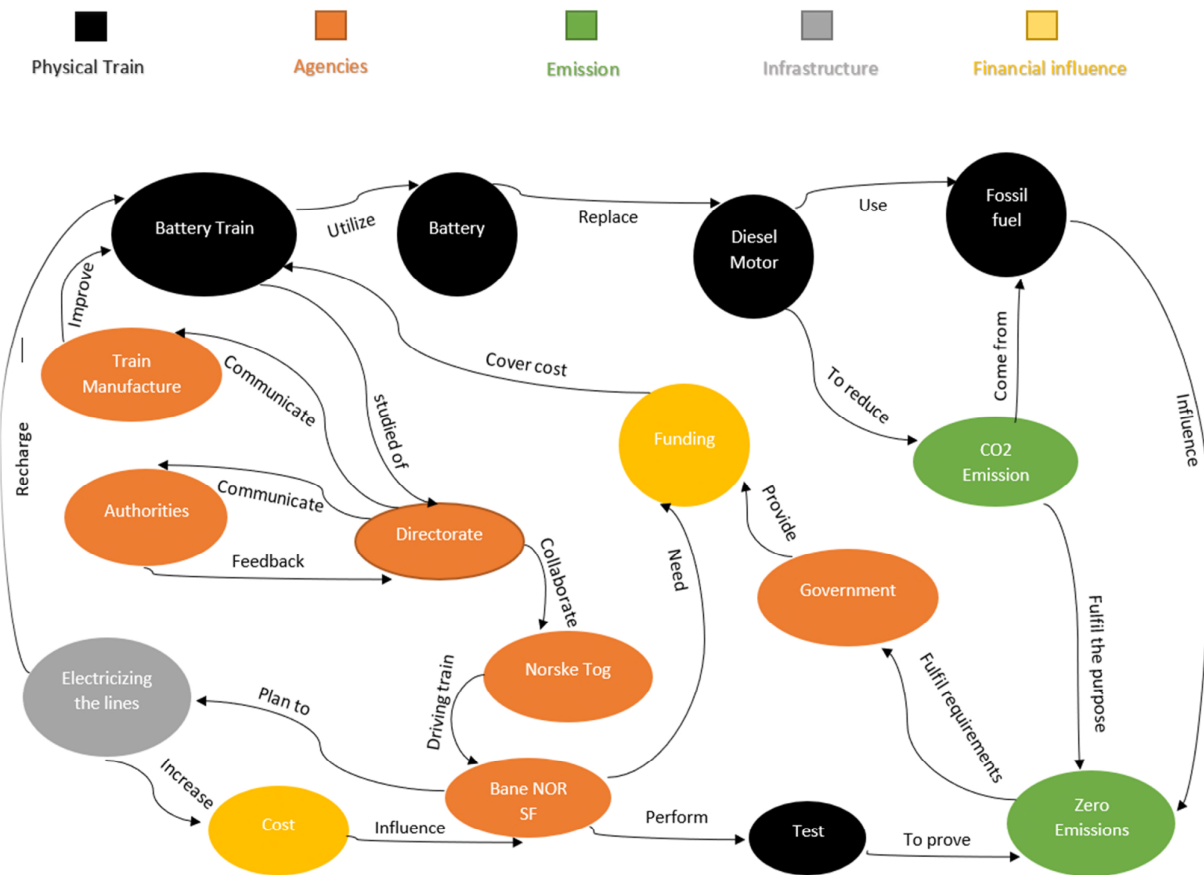 Physical Train
Agencies
Emission
Infrastructure
Financial influence
Battery Train
Utilize
Battery
Replace
Diesel
Motor
Use
Fossil
fuel
Improve
Train
Manufacture
Communicate
studied of
Cover cost
Funding
To reduce
Come from
CO2
Emission
Influence
Recharge
Authorities
Communicate
Feedback
Directorate
Collaborate
Need
Provide
Government
Fulfil the purpose
Electricizing
the lines
Plan to
Driving train
Norske Tog
Fulfil requirements
Increase
Cost
Influence
Bane NOR
SF
Perform
Test
To prove
Zero
Emissions